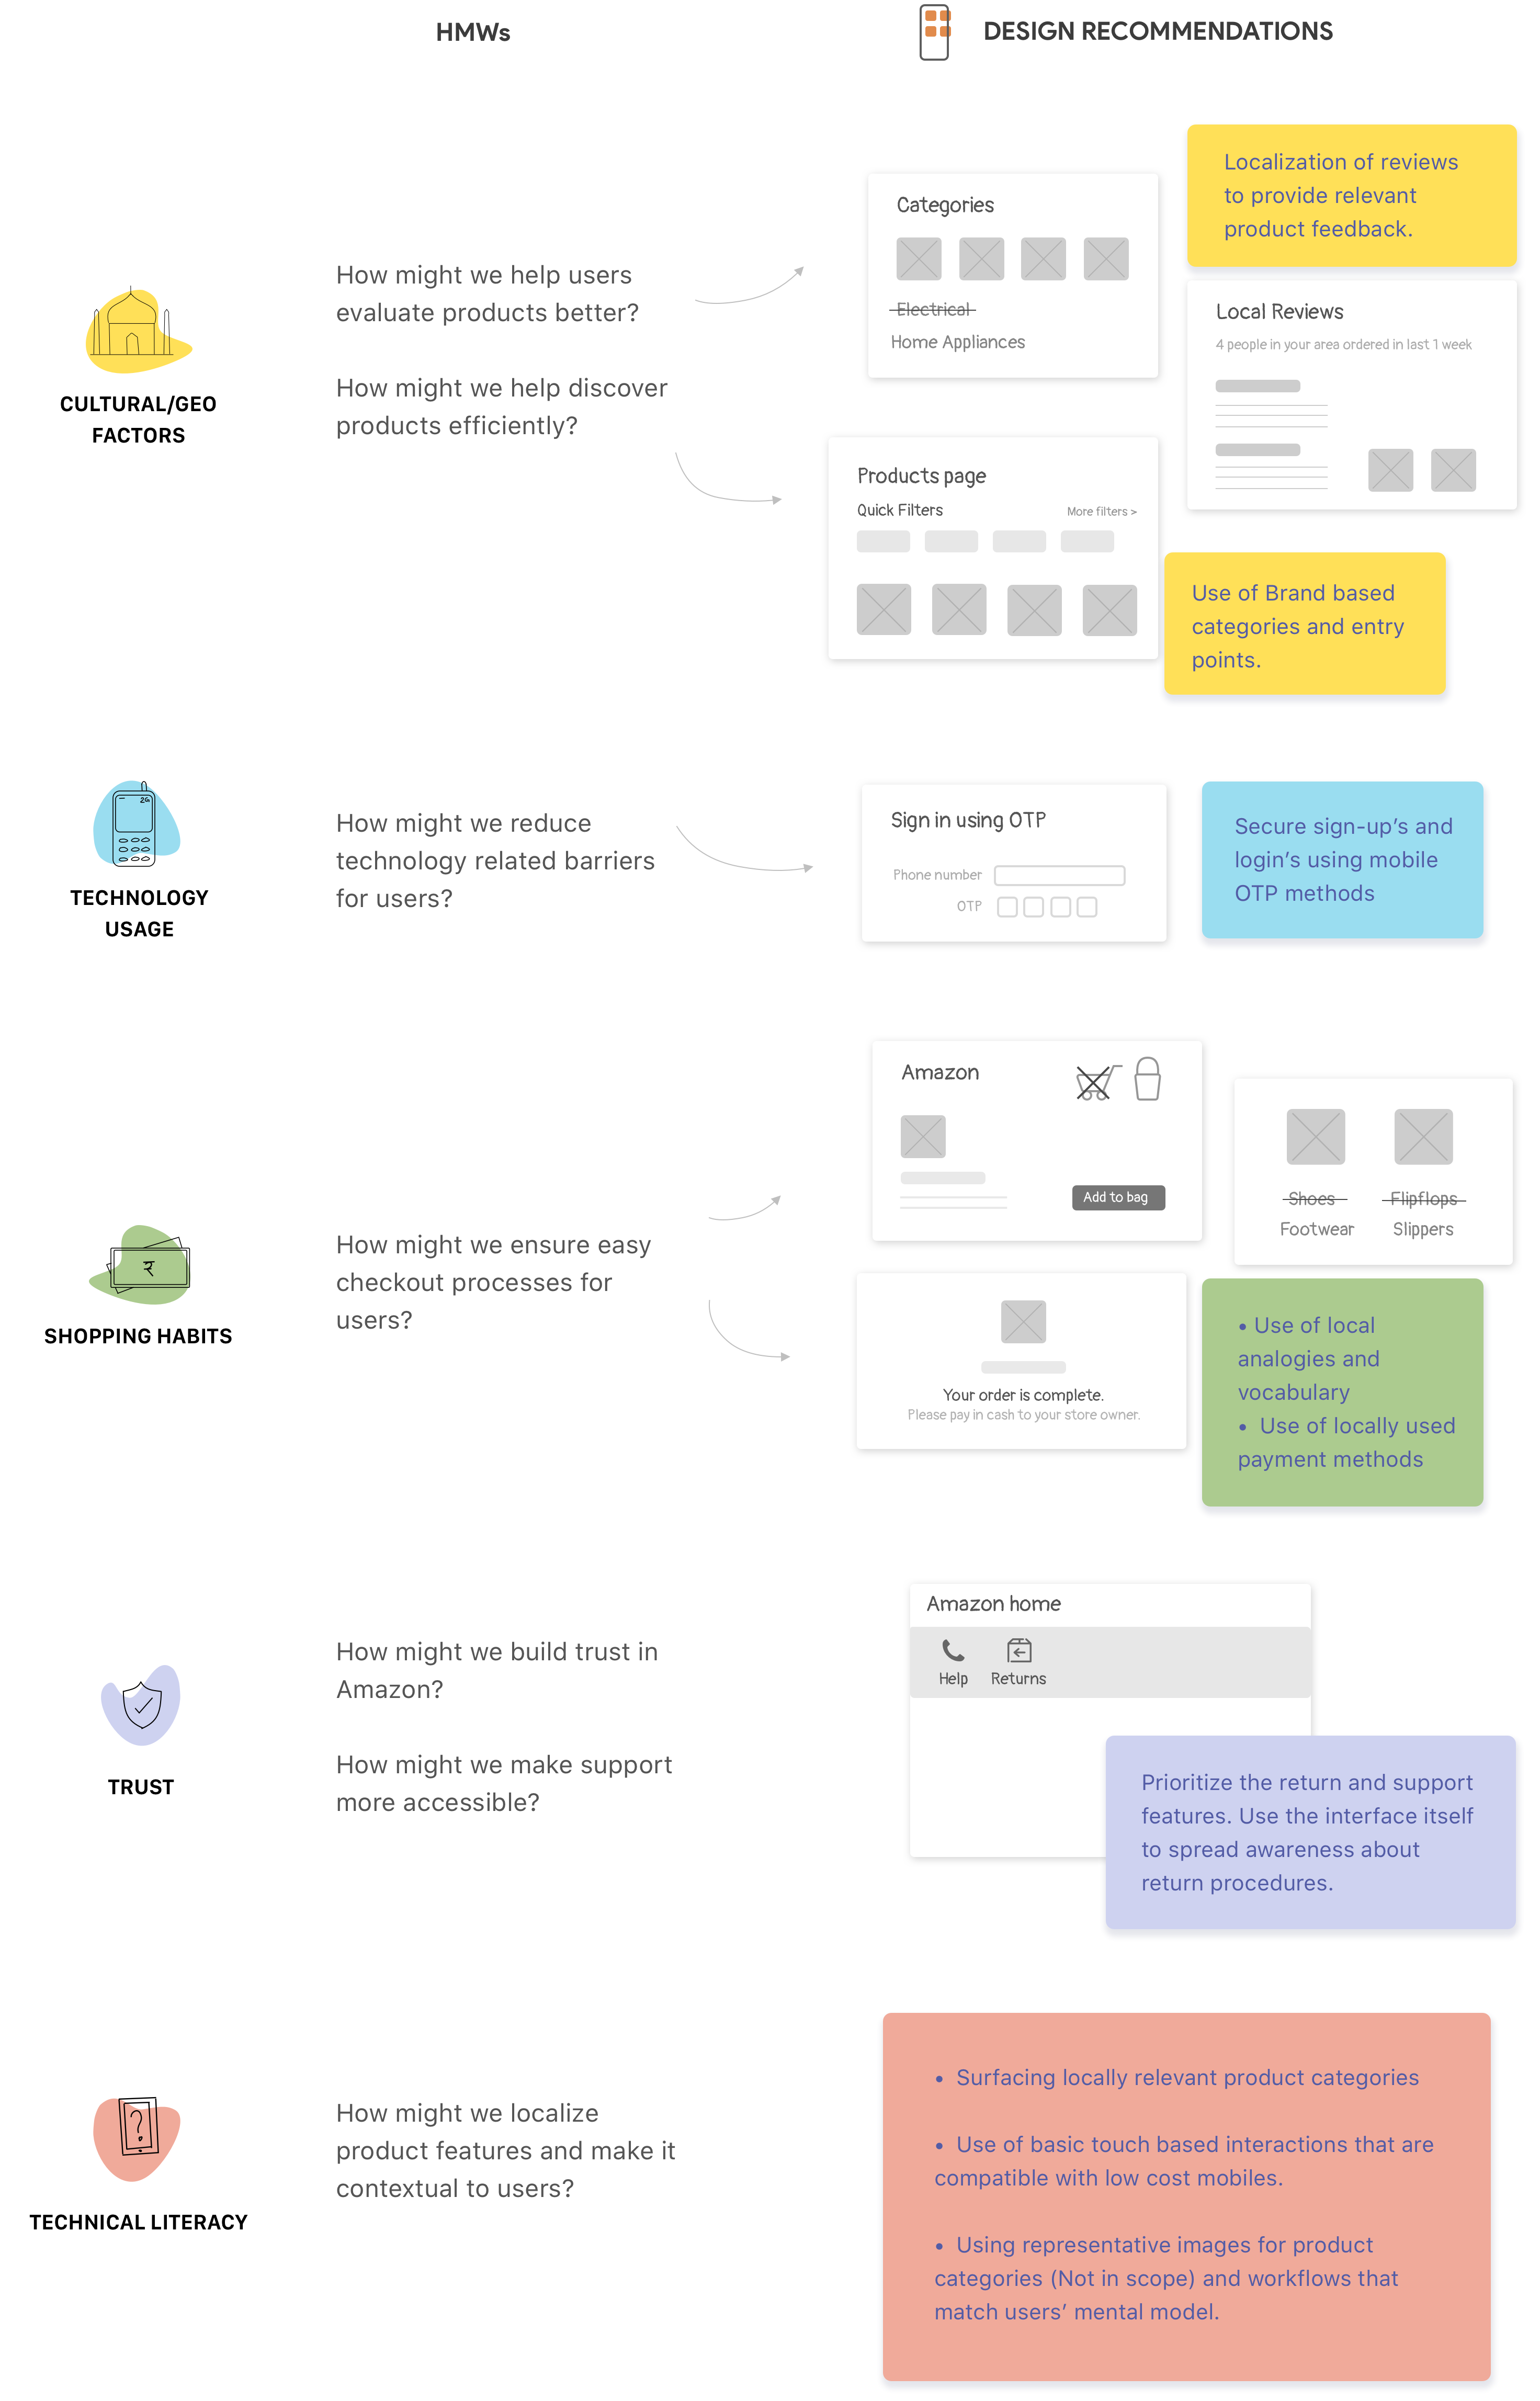 HMWs
DESIGN RECOMMENDATIONS
CULTURAL/GEO
FACTORS
How might we help users
evaluate products better?
How might we help discover
products efficiently?
Categories
Electrical
Home Appliances
Localization of reviews
to provide relevant
product feedback.
Local Reviews
4 people in your area ordered in last 1 week
Products page
Quick Filters
More filters >
Use of Brand based
categories and entry
points.
2G
TECHNOLOGY
USAGE
How might we reduce
technology related barriers
for users?
Sign in using OTP
Phone number
OTP
Secure sign-up’s and
login’s using mobile
OTP methods
₹
SHOPPING HABITS
How might we ensure easy
checkout processes for
users?
Amazon
Add to bag
Shoes
Flipflops
Footwear
Slippers
Your order is complete.
Please pay in cash to your store owner.
• Use of local
analogies and
vocabulary
• Use of locally used
payment methods
TRUST
How might we build trust in
Amazon?
How might we make support
more accessible?
Amazon home
Help
Returns
Prioritize the return and support
features. Use the interface itself
to spread awareness about
return procedures.
?
TECHNICAL LITERACY
How might we localize
product features and make it
contextual to users?
• Surfacing locally relevant product categories
• Use of basic touch based interactions that are
compatible with low cost mobiles.
• Using representative images for product
categories (Not in scope) and workflows that
match users’ mental model.